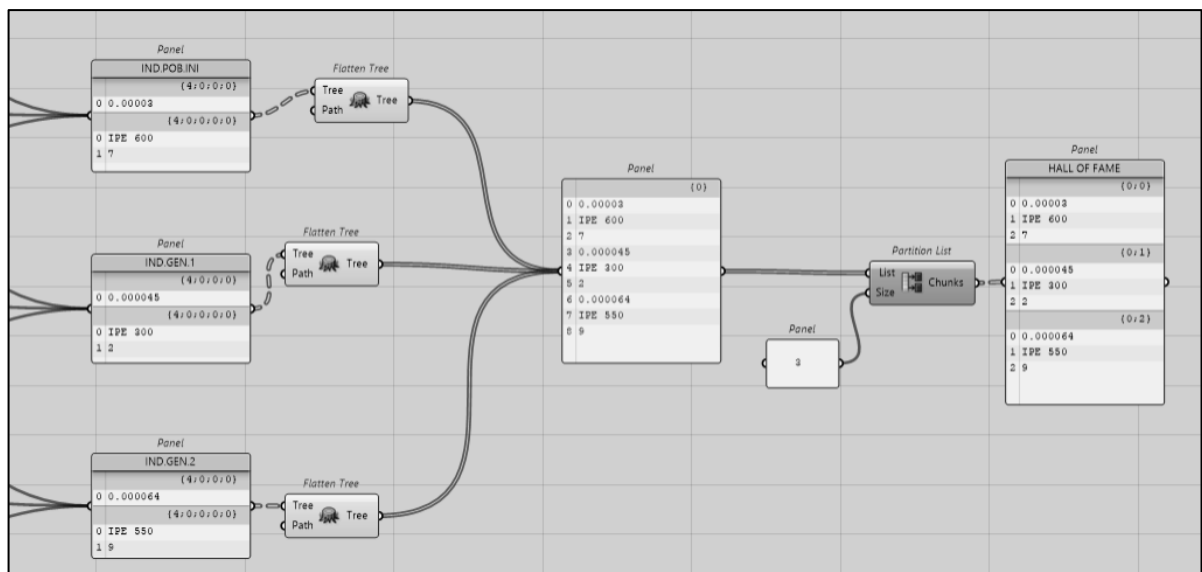 Panel
IND.POB.INI
{4;0;0;0}
0 0.00003
{4;0;0;0;0}
0 IPE 600
1 7
Flatten Tree
Tree
Path
Tree
Panel
IND.GEN.1
{4;0;0;0}
0 0.000045
{4;0;0;0;0}
0 IPE 300
1 2
Flatten Tree
Tree
Path
Tree
Panel
IND.GEN.2
{4;0;0;0}
0 0.000064
{4;0;0;0;0}
0 IPE 550
1 9
Flatten Tree
Tree
Path
Tree
Panel
{0}
0 0.00003
1 IPE 600
2 7
3 0.000045
4 IPE 300
5 2
6 0.000064
7 IPE 550
8 9
Panel
3
Partition List
List
Size
Chunks
Panel
HALL OF FAME
{0;0}
0 0.00003
1 IPE 600
2 7
{0;1}
0 0.000045
1 IPE 300
2 2
{0;2}
0 0.000064
1 IPE 550
2 9